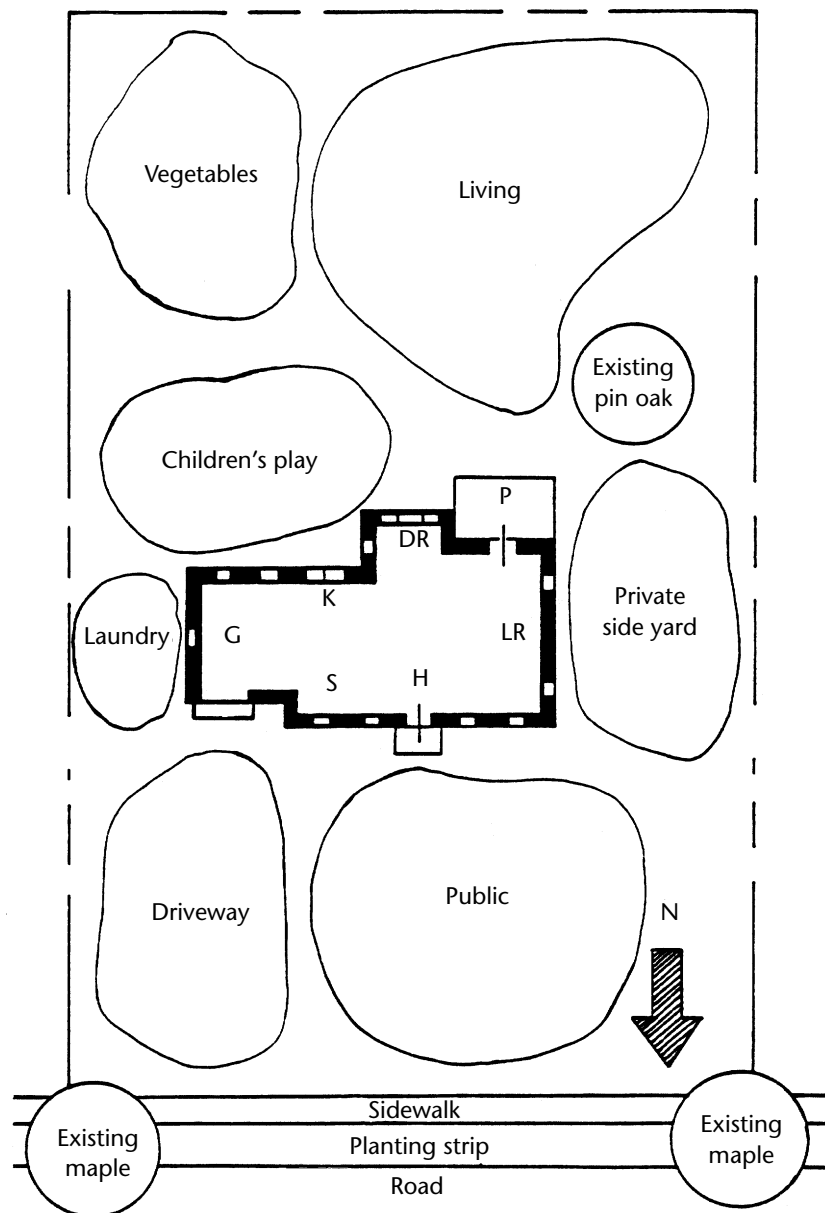 Vegetables
Living
Existing
pin oak
Children's play
P
DR
K
Laundry
G
LR
Private
side yard
S
H
Driveway
Public
N
Sidewalk
Existing
maple
Planting strip
Existing
maple
Road